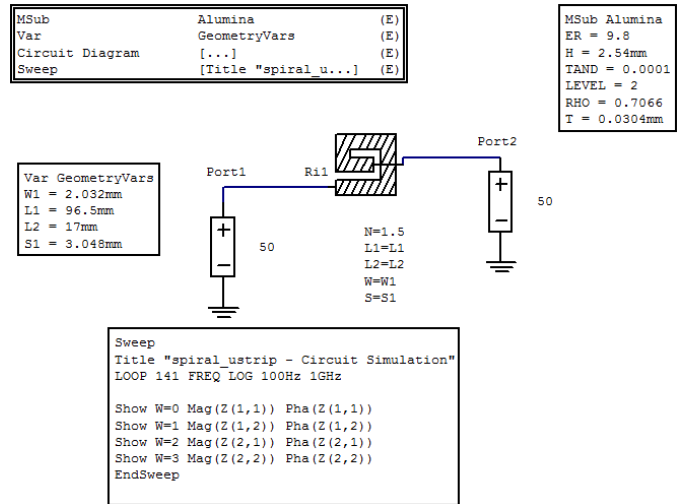 MSub Alumina (E)
Var GeometryVars (E)
Circuit Diagram [...] (E)
Sweep [Title "spiral_u...] (E)
MSub Alumina
ER = 9.8
H = 2.54mm
TAND = 0.0001
LEVEL = 2
RHO = 0.7066
T = 0.0304mm
Var GeometryVars
W1 = 2.032mm
L1 = 96.5mm
L2 = 17mm
S1 = 3.048mm
Port1
Ri1
Port2
+
−
50
+
−
50
N=1.5
L1=L1
L2=L2
W=W1
S=S1
Sweep
Title "spiral_ustrip - Circuit Simulation"
LOOP 141 FREQ LOG 100Hz 1GHz
Show W=0 Mag(Z(1,1)) Pha(Z(1,1))
Show W=1 Mag(Z(1,2)) Pha(Z(1,2))
Show W=2 Mag(Z(2,1)) Pha(Z(2,1))
Show W=3 Mag(Z(2,2)) Pha(Z(2,2))
EndSweep